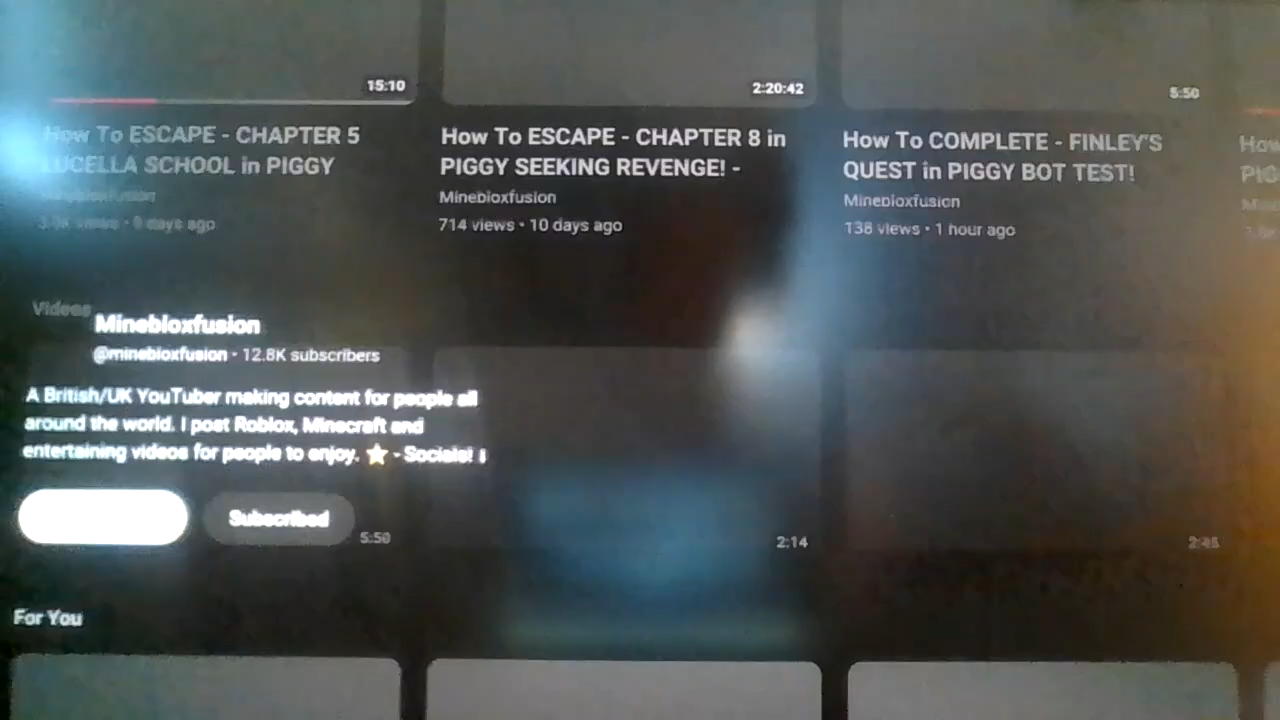 15:10
2:20:42
5:50
How To ESCAPE - CHAPTER 5
LUCELLA SCHOOL in PIGGY
How To ESCAPE - CHAPTER 8 in
PIGGY SEEKING REVENGE! -
Minebloxfusion
714 views • 10 days ago
How To COMPLETE - FINLEY'S
QUEST in PIGGY BOT TEST!
Minebloxfusion
138 views • 1 hour ago
Videos
Minebloxfusion
@minebloxfusion • 12.8K subscribers
A British/UK YouTuber making content for people all
around the world. I post Roblox, Minecraft and
entertaining videos for people to enjoy. ⭐ - Socials!
Subscribed
5:50
2:14
For You